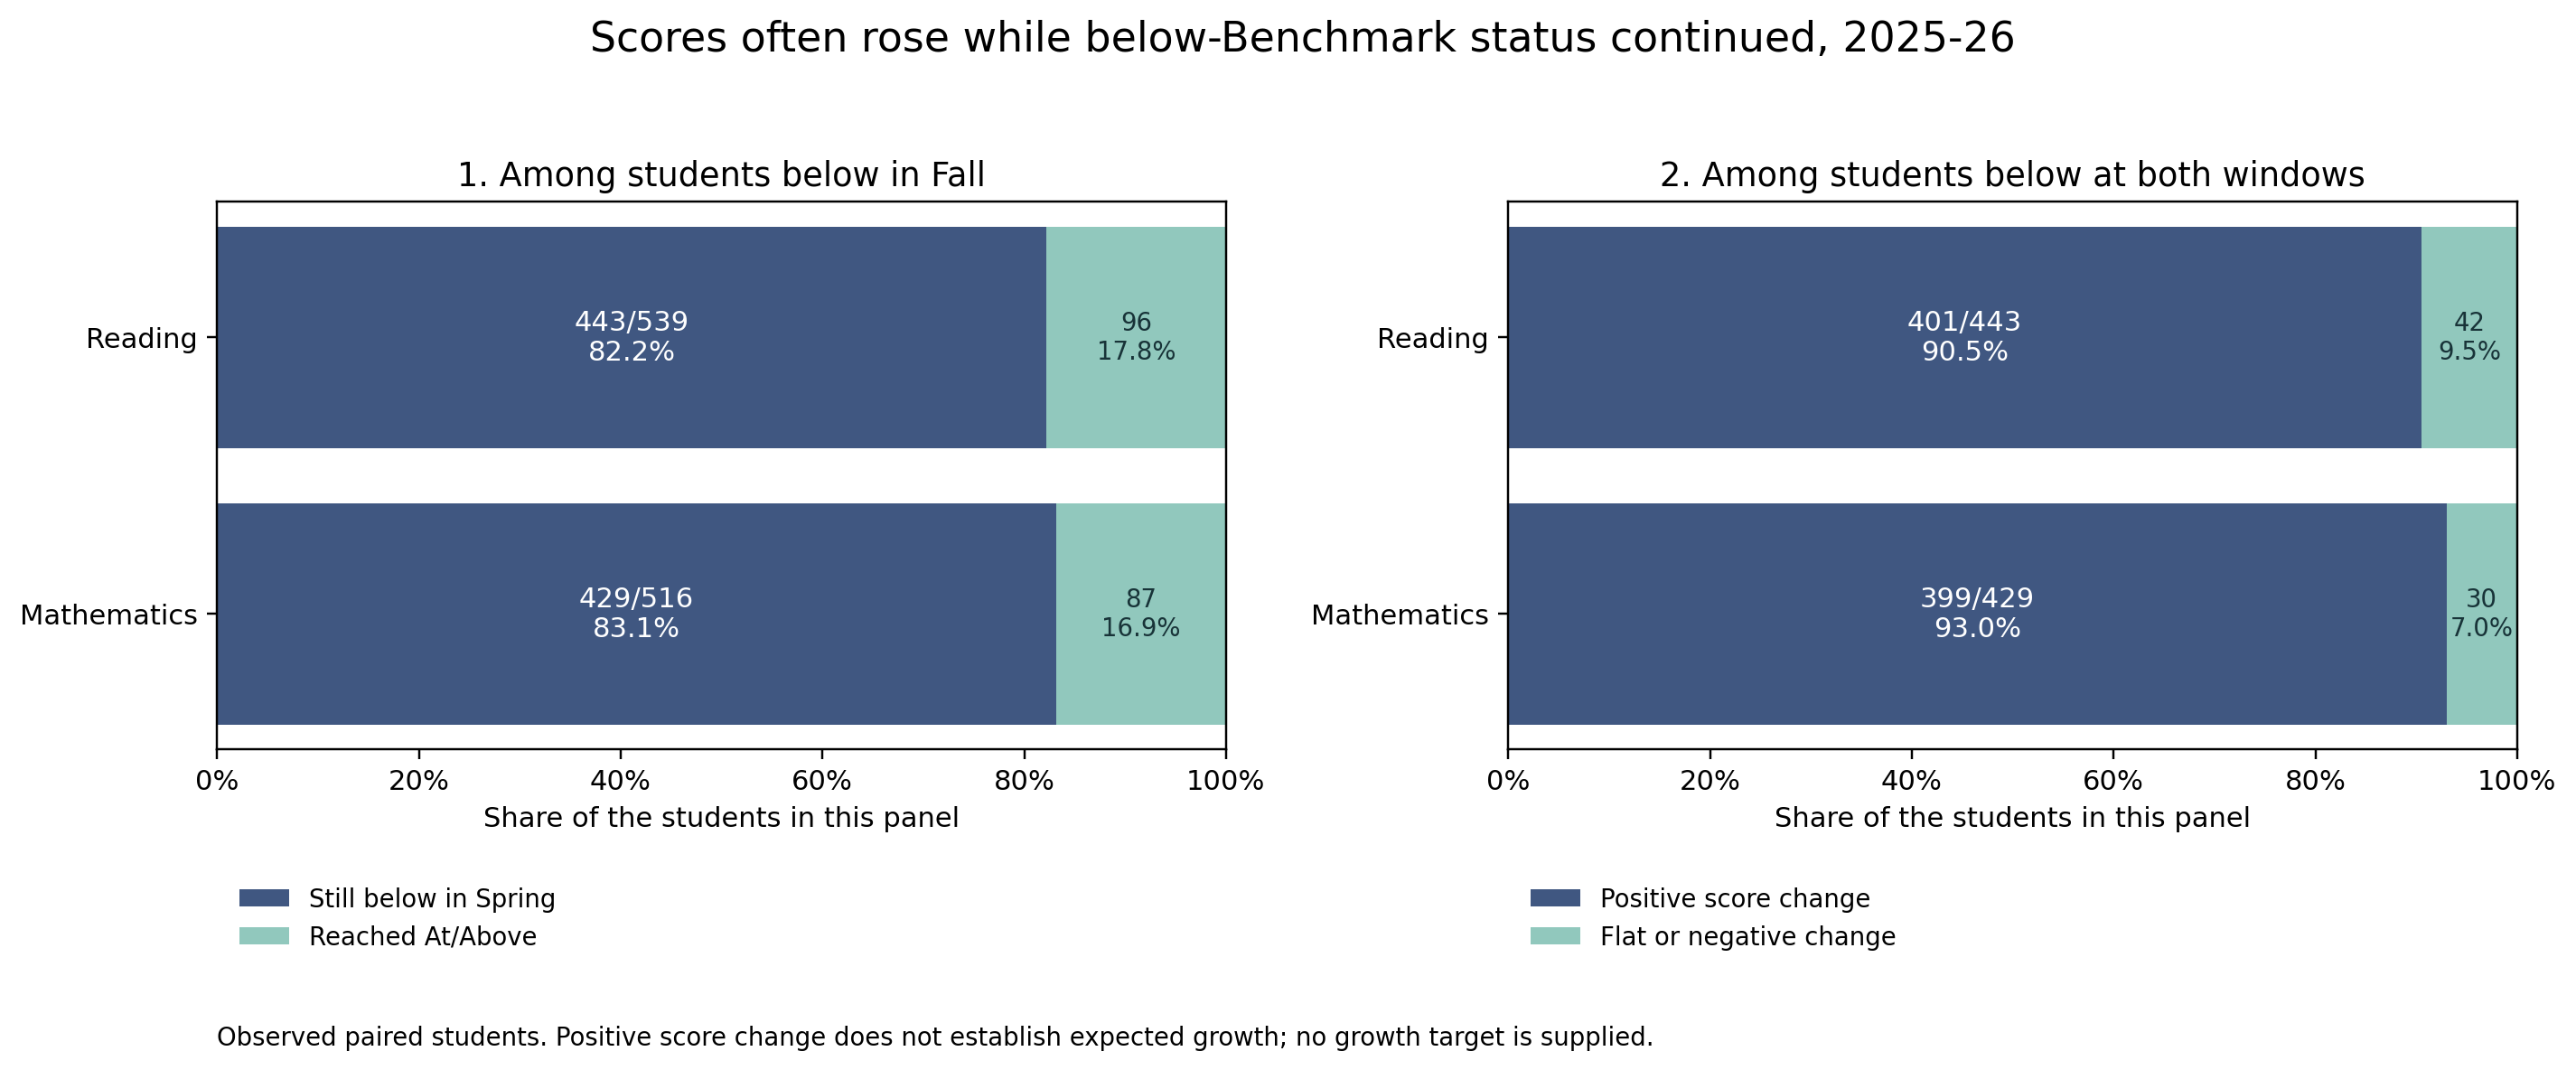 Scores often rose while below-Benchmark status continued, 2025-26
1. Among students below in Fall
Reading
443/539
82.2%
96
17.8%
Mathematics
429/516
83.1%
87
16.9%
0% 20% 40% 60% 80% 100%
Share of the students in this panel
Still below in Spring
Reached At/Above
2. Among students below at both windows
Reading
401/443
90.5%
42
9.5%
Mathematics
399/429
93.0%
30
7.0%
0% 20% 40% 60% 80% 100%
Share of the students in this panel
Positive score change
Flat or negative change
Observed paired students. Positive score change does not establish expected growth; no growth target is supplied.